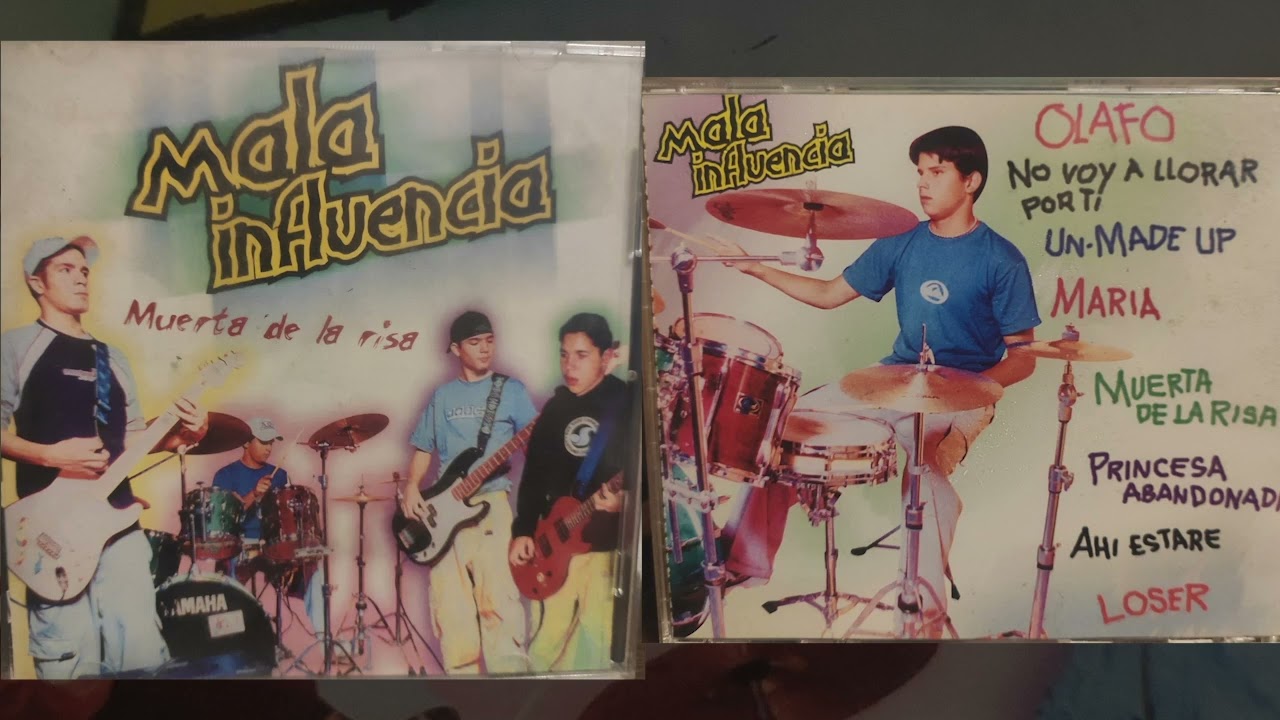 Mala
influencia
Muerta de la risa
YAMAHA
Mala
influencia
OLAFO
NO VOY A LLORAR
POR TI
UN-MADE UP
MARIA
MUERTA
DE LA RISA
PRINCESA
ABANDONADA
AHI ESTARE
LOSER